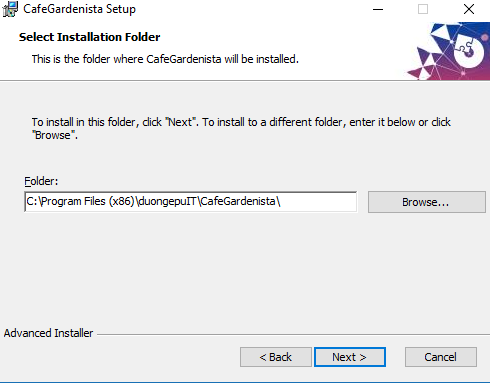 CafeGardenista Setup
Select Installation Folder
This is the folder where CafeGardenista will be installed.
To install in this folder, click "Next". To install to a different folder, enter it below or click
"Browse".
Folder:
C:\Program Files (x86)\duongepuIT\CafeGardenista\
Browse...
Advanced Installer
< Back
Next >
Cancel